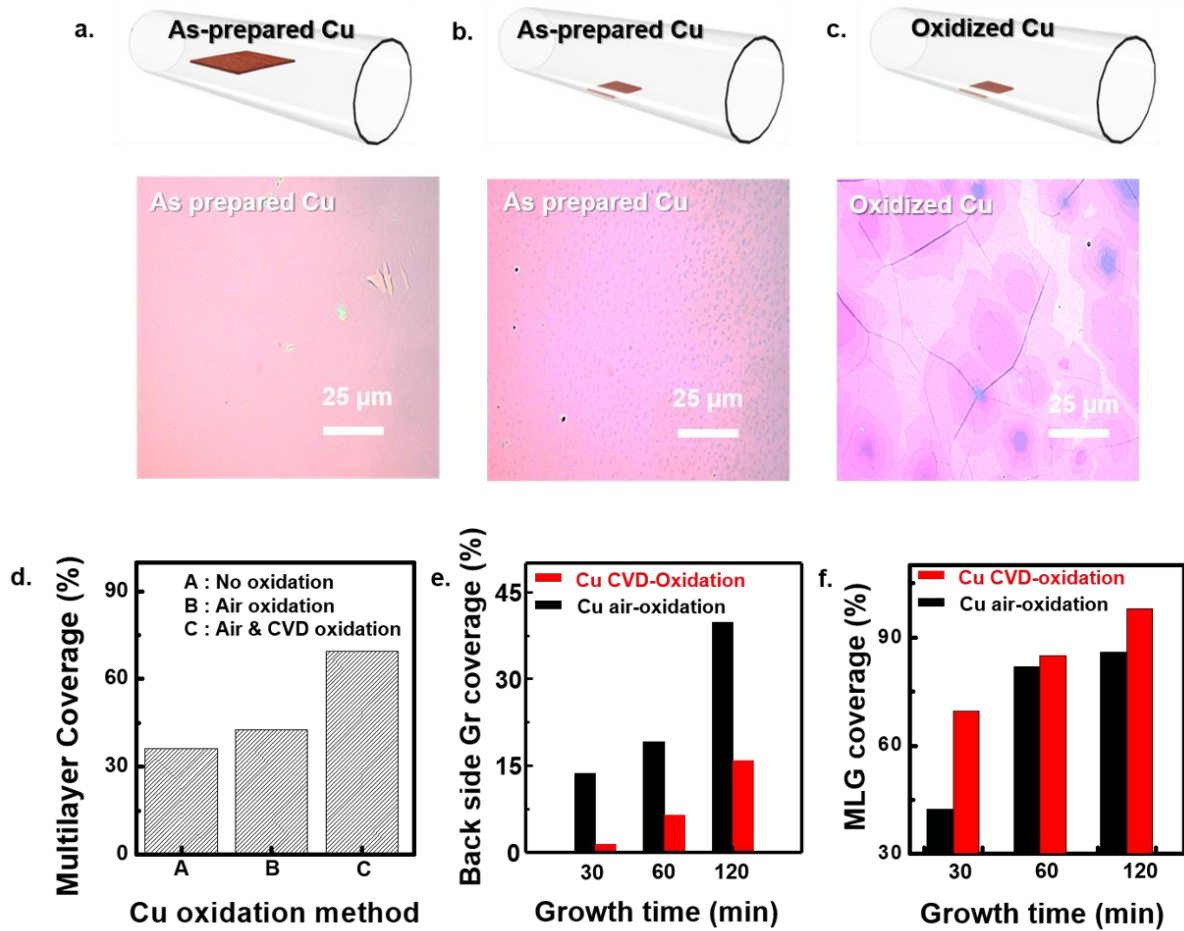 a.
As-prepared Cu
b.
As-prepared Cu
c.
Oxidized Cu
As prepared Cu
25 µm
As prepared Cu
25 µm
Oxidized Cu
25 µm
d.
Multilayer Coverage (%)
90
60
30
0
A : No oxidation
B : Air oxidation
C : Air & CVD oxidation
A
B
C
Cu oxidation method
e.
Back side Gr coverage (%)
45
30
15
0
Cu CVD-Oxidation
Cu air-oxidation
30
60
120
Growth time (min)
f.
MLG coverage (%)
90
60
30
Cu CVD-oxidation
Cu air-oxidation
30
60
120
Growth time (min)